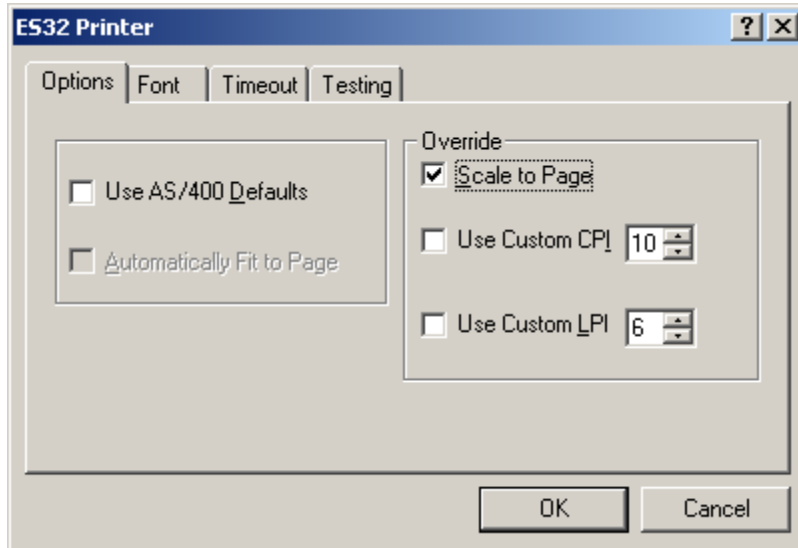 ES32 Printer
Options Font Timeout Testing
Override
Scale to Page
Use AS/400 Defaults
Use Custom CPI 10
Automatically Fit to Page
Use Custom LPI 6
OK Cancel